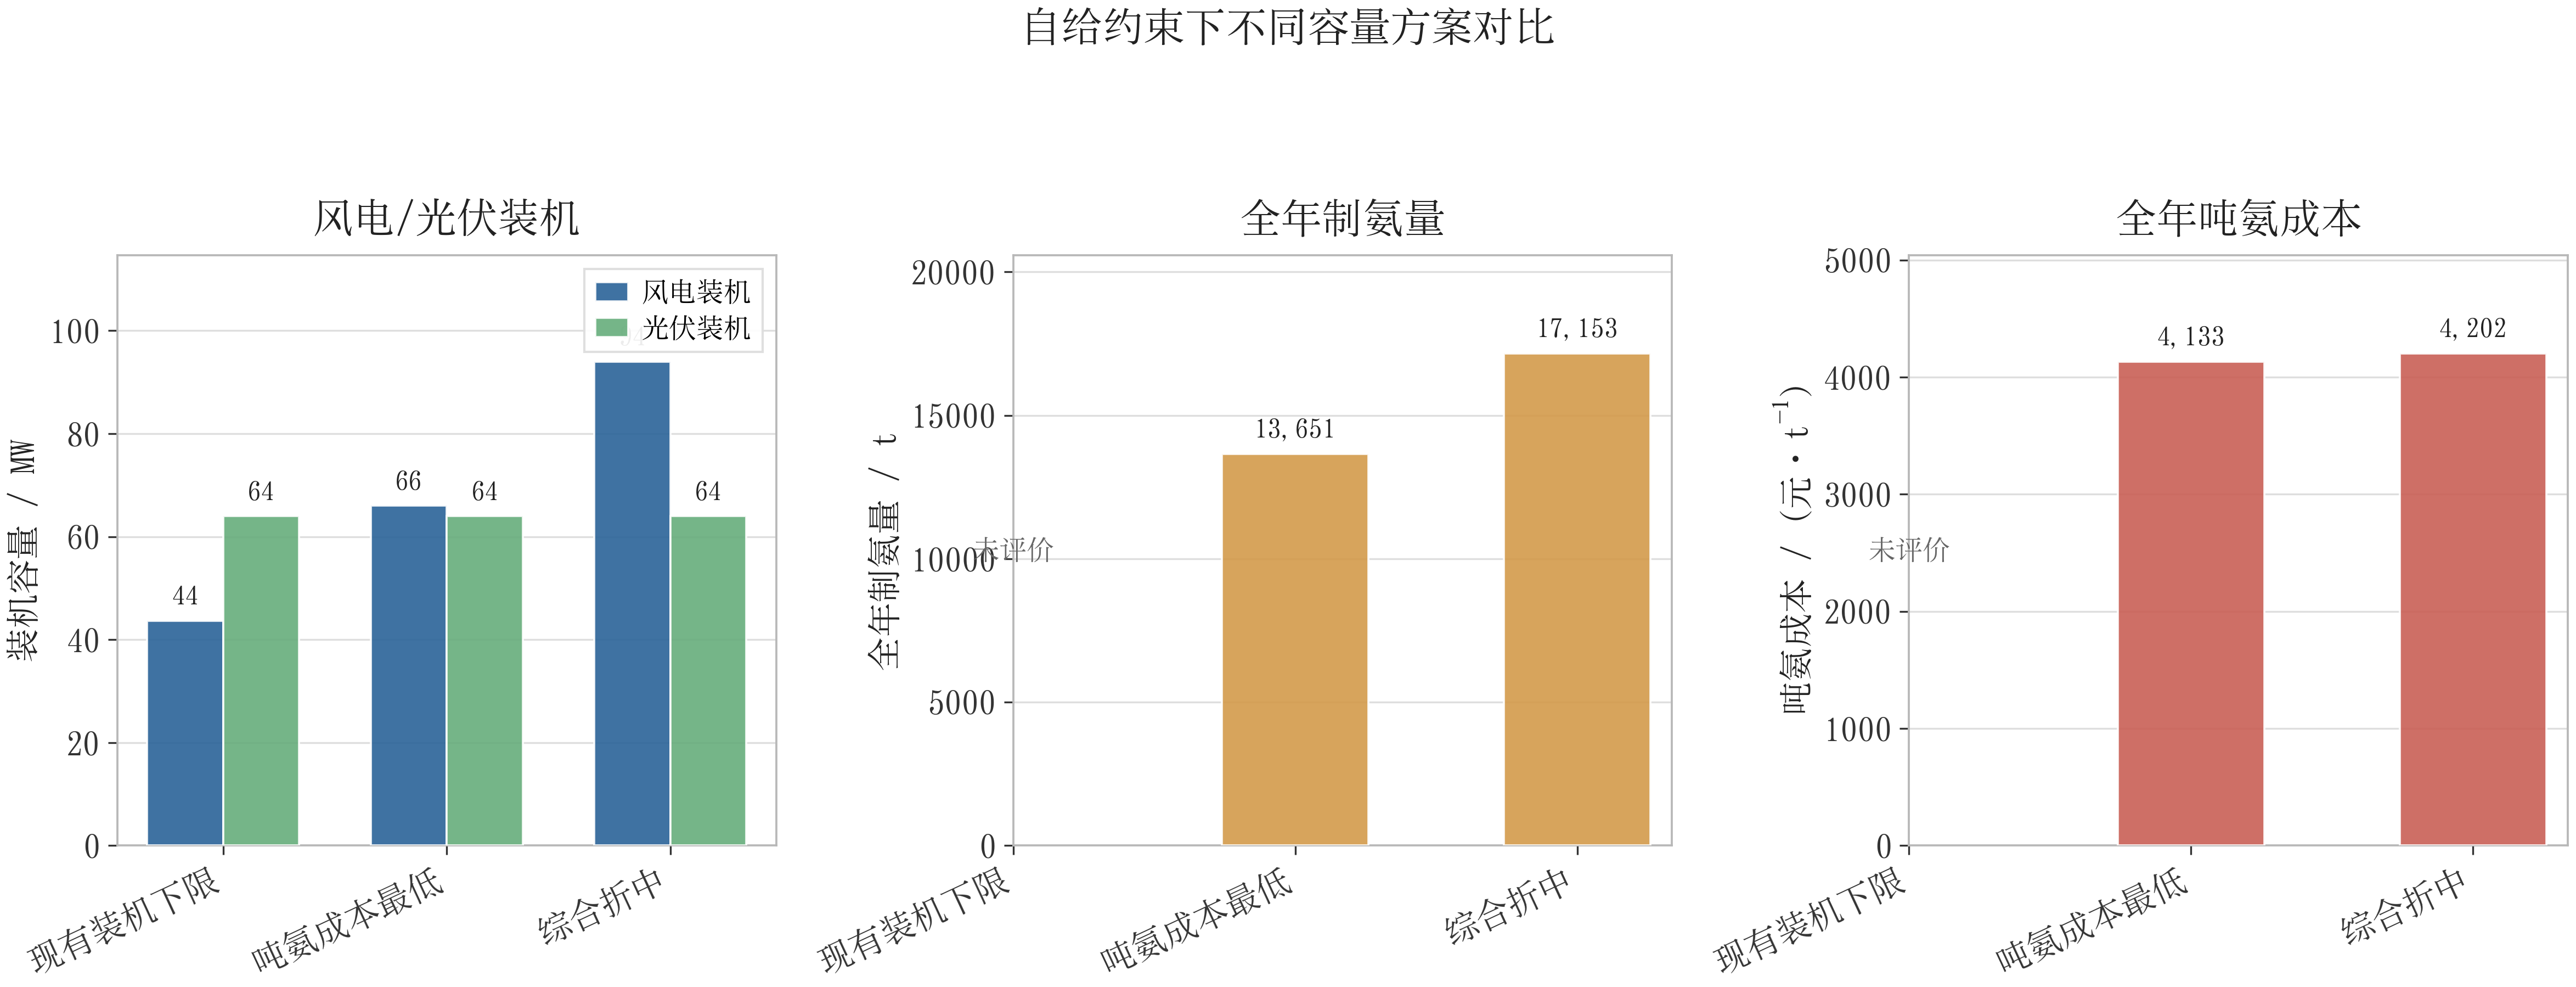 自给约束下不同容量方案对比
风电/光伏装机
装机容量 / MW
100
80
60
40
20
0
风电装机
光伏装机
44
64
66
64
64
现有装机下限
吨氨成本最低
综合折中
全年制氨量
全年制氨量 / t
20000
15000
10000
5000
0
未评价
13,651
17,153
现有装机下限
吨氨成本最低
综合折中
全年吨氨成本
吨氨成本 / (元·t⁻¹)
5000
4000
3000
2000
1000
0
未评价
4,133
4,202
现有装机下限
吨氨成本最低
综合折中